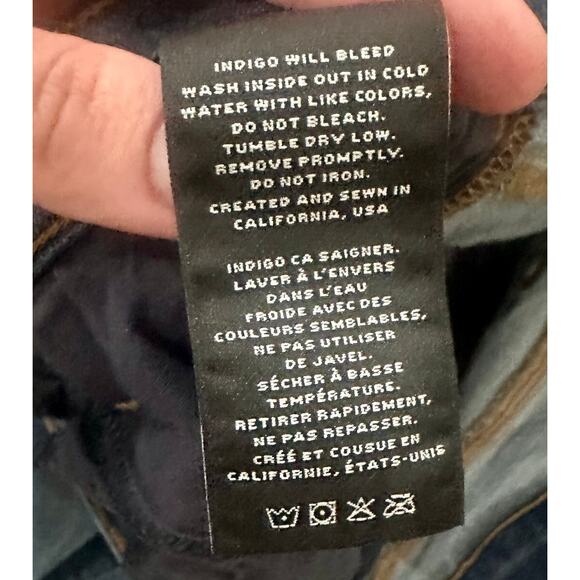 INDIGO WILL BLEED
WASH INSIDE OUT IN COLD
WATER WITH LIKE COLORS,
DO NOT BLEACH.
TUMBLE DRY LOW.
REMOVE PROMPTLY.
DO NOT IRON.
CREATED AND SEWN IN
CALIFORNIA, USA
INDIGO CA SAIGNER.
LAVER À L'ENVERS
DANS L'EAU
FROIDE AVEC DES
COULEURS SEMBLABLES,
NE PAS UTILISER
DE JAVEL.
SÉCHER À BASSE
TEMPÉRATURE.
RETIRER RAPIDEMENT,
NE PAS REPASSER.
CRÉÉ ET COUSUE EN
CALIFORNIE, ÉTATS-UNIS